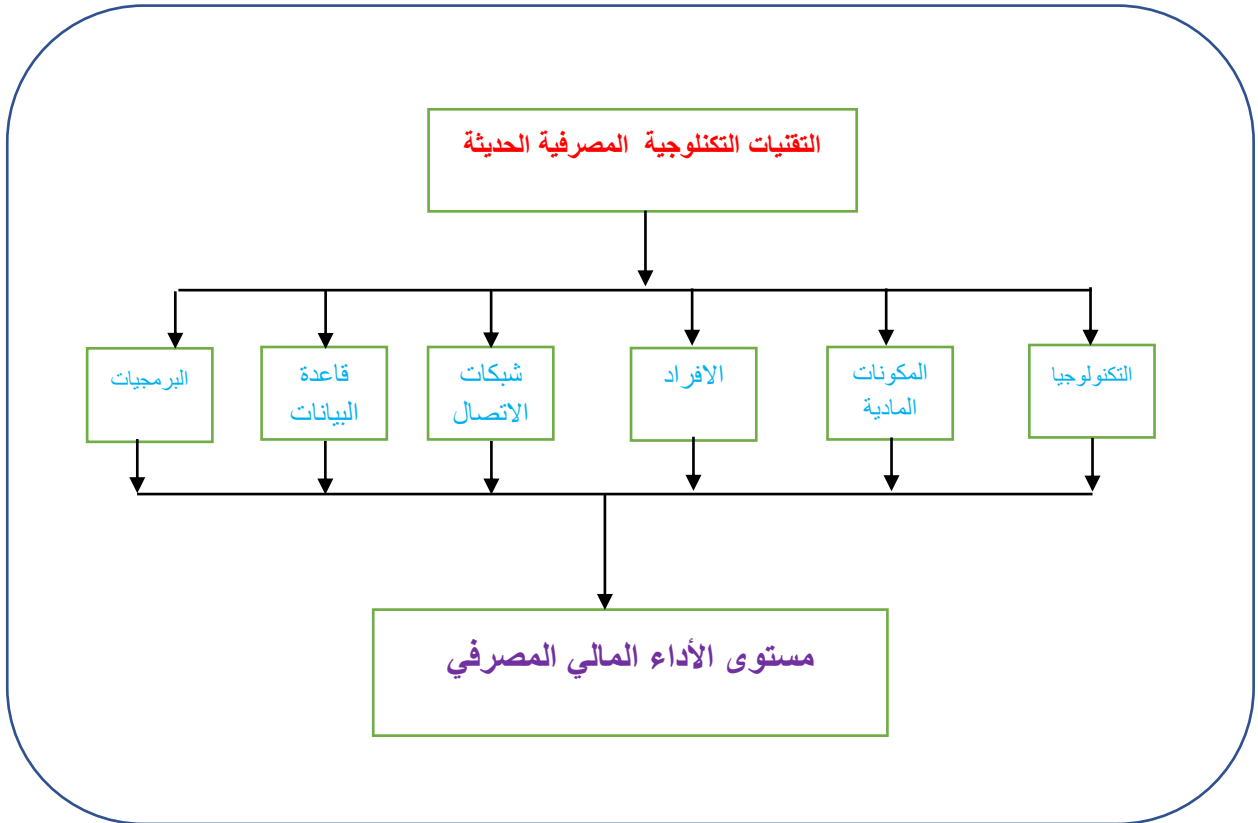 التقنيات التكنلوجية المصرفية الحديثة
التكنولوجيا
المكونات
المادية
الافراد
شبكات
الاتصال
قاعدة
البيانات
البرمجيات
مستوى الأداء المالي المصرفي